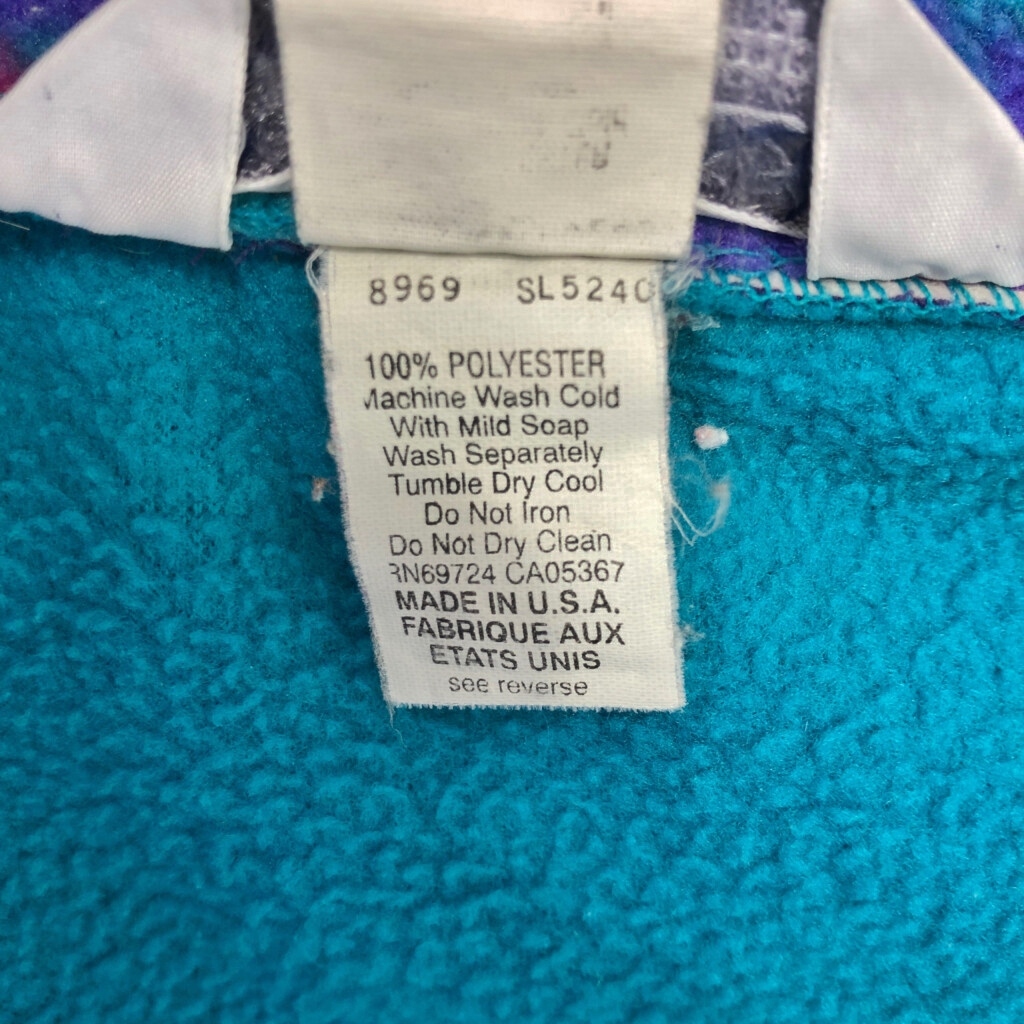 8969 SL5240
100% POLYESTER
Machine Wash Cold
With Mild Soap
Wash Separately
Tumble Dry Cool
Do Not Iron
Do Not Dry Clean
RN69724 CA05367
MADE IN U.S.A.
FABRIQUE AUX
ETATS UNIS
see reverse